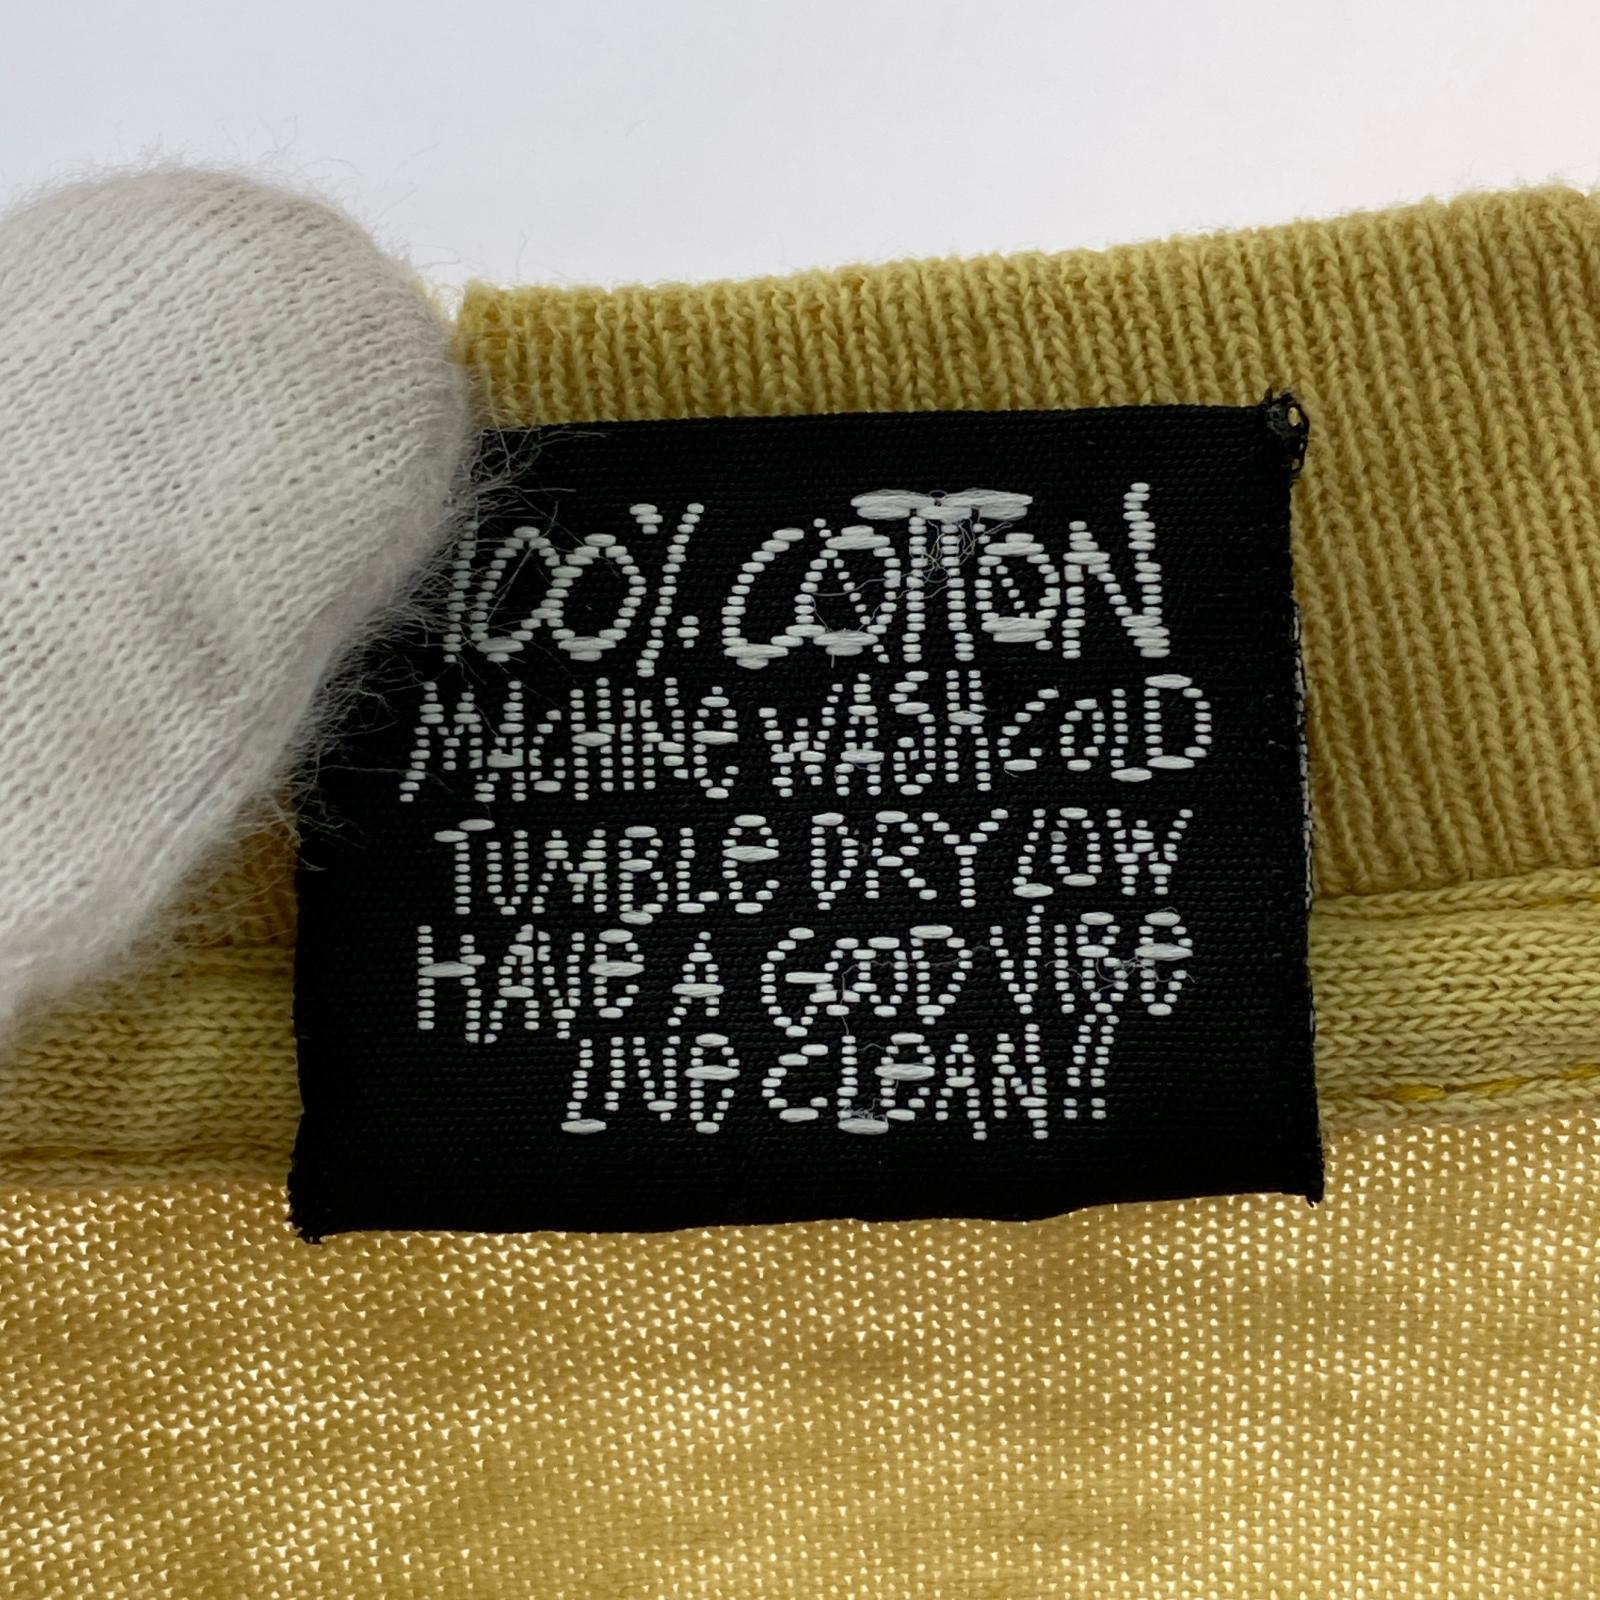 100% COTTON
MACHINE WASH COLD
TUMBLE DRY LOW
HAVE A GOOD VIBE
LIVE CLEAN!!